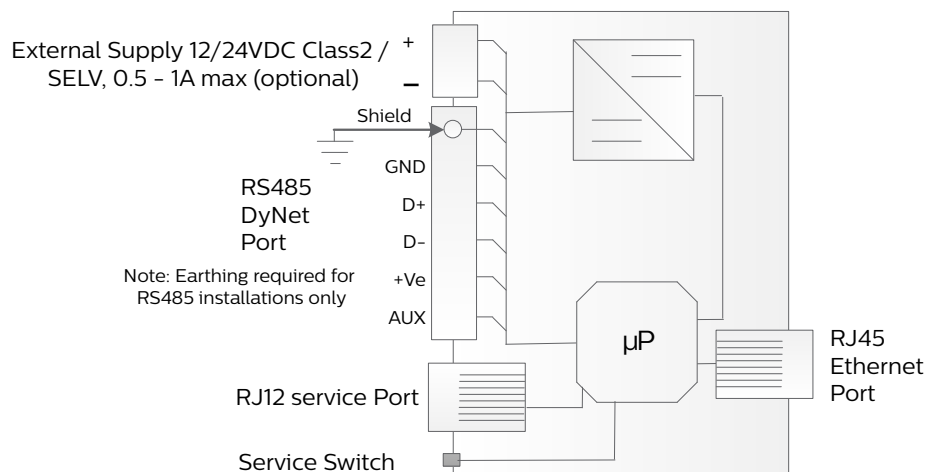 External Supply 12/24VDC Class2 /
SELV, 0.5 - 1A max (optional)
+
–
Shield
GND
D+
D-
+Ve
AUX
RS485
DyNet
Port
Note: Earthing required for
RS485 installations only
µP
RJ45
Ethernet
Port
RJ12 service Port
Service Switch